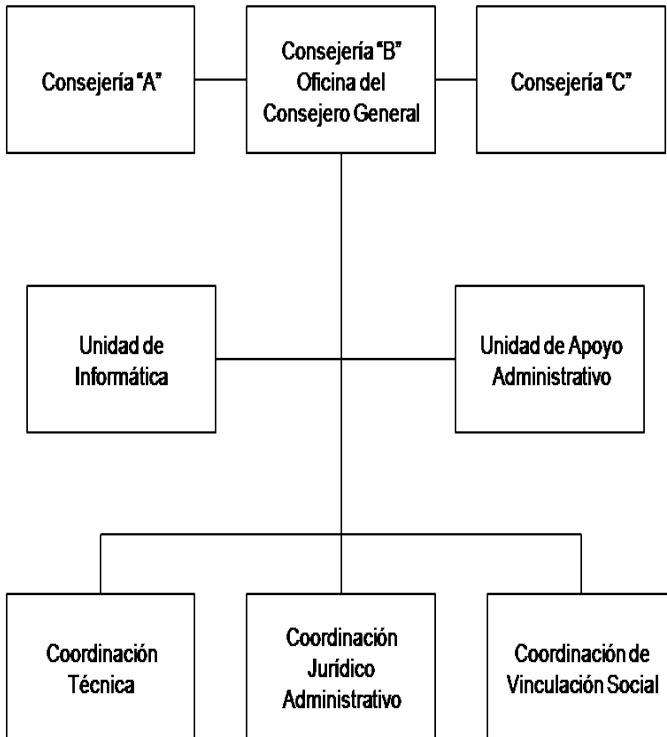 Consejería “A”
Consejería “B”
Oficina del
Consejero General
Consejería “C”
Unidad de
Informática
Unidad de Apoyo
Administrativo
Coordinación
Técnica
Coordinación
Jurídico
Administrativo
Coordinación de
Vinculación Social